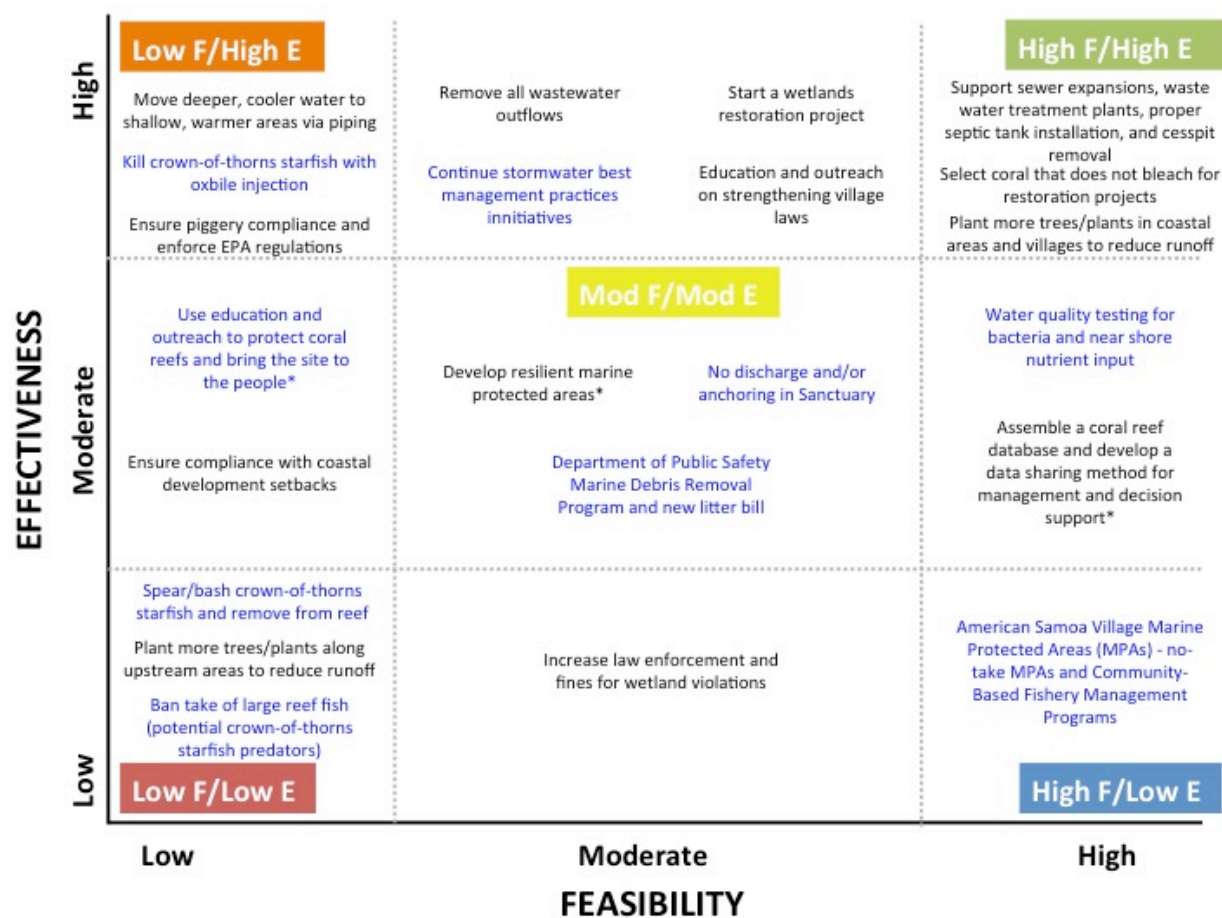 EFFECTIVENESS
High
Low F/High E
Move deeper, cooler water to
shallow, warmer areas via piping
Kill crown-of-thorns starfish with
oxbile injection
Ensure piggery compliance and
enforce EPA regulations
Remove all wastewater
outflows
Continue stormwater best
management practices
innitiatives
Start a wetlands
restoration project
Education and outreach
on strengthening village
laws
High F/High E
Support sewer expansions, waste
water treatment plants, proper
septic tank installation, and cesspit
removal
Select coral that does not bleach for
restoration projects
Plant more trees/plants in coastal
areas and villages to reduce runoff
Moderate
Use education and
outreach to protect coral
reefs and bring the site to
the people*
Ensure compliance with coastal
development setbacks
Mod F/Mod E
Develop resilient marine
protected areas*
No discharge and/or
anchoring in Sanctuary
Department of Public Safety
Marine Debris Removal
Program and new litter bill
Water quality testing for
bacteria and near shore
nutrient input
Assemble a coral reef
database and develop a
data sharing method for
management and decision
support*
Low
Spear/bash crown-of-thorns
starfish and remove from reef
Plant more trees/plants along
upstream areas to reduce runoff
Ban take of large reef fish
(potential crown-of-thorns
starfish predators)
Low F/Low E
Increase law enforcement and
fines for wetland violations
American Samoa Village Marine
Protected Areas (MPAs) - no-
take MPAs and Community-
Based Fishery Management
Programs
High F/Low E
Low
Moderate
High
FEASIBILITY